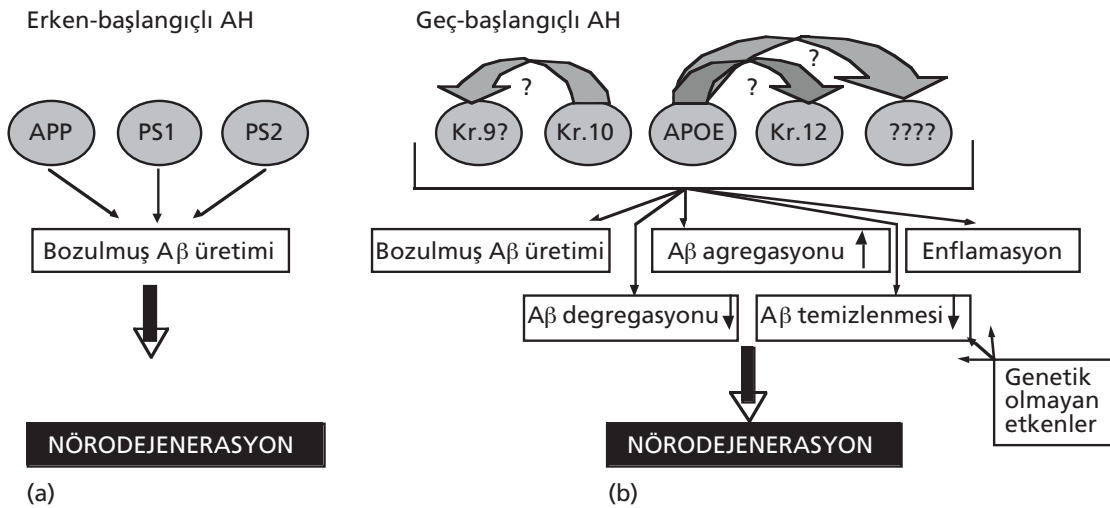 Erken-başlangıçlı AH
APP
PS1
PS2
Bozulmuş Aβ üretimi
NÖRODEJENERASYON
(a)
Geç-başlangıçlı AH
?
?
?
Kr.9?
Kr.10
APOE
Kr.12
????
Bozulmuş Aβ üretimi
Aβ agregasyonu
Enflamasyon
Aβ degregasyonu
Aβ temizlenmesi
Genetik
olmayan
etkenler
NÖRODEJENERASYON
(b)